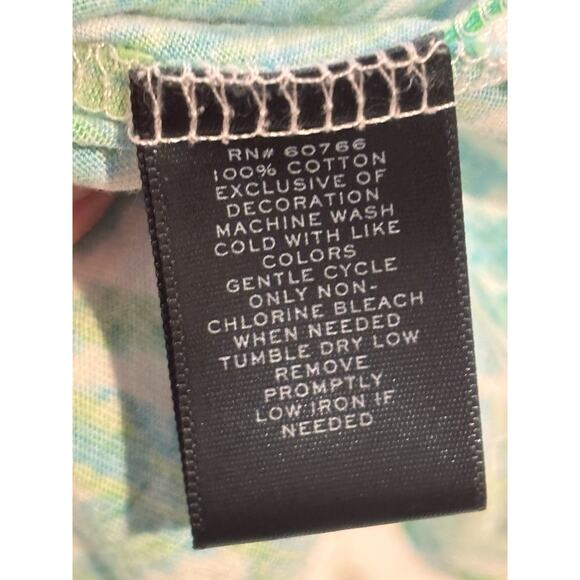 RN# 60766
100% COTTON
EXCLUSIVE OF
DECORATION
MACHINE WASH
COLD WITH LIKE
COLORS
GENTLE CYCLE
ONLY NON-
CHLORINE BLEACH
WHEN NEEDED
TUMBLE DRY LOW
REMOVE
PROMPTLY
LOW IRON IF
NEEDED